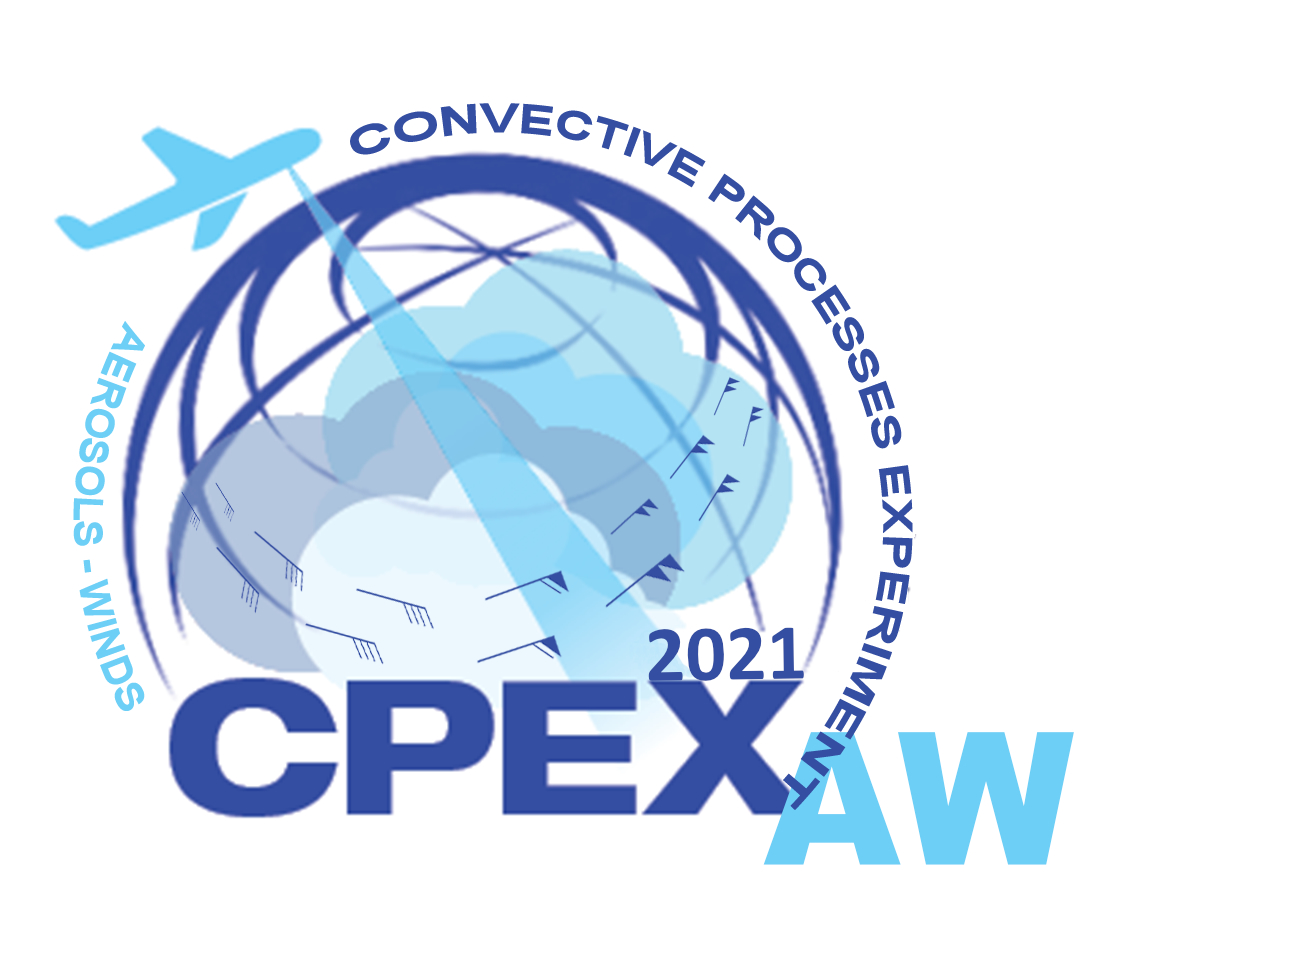 CONVECTIVE PROCESSES EXPERIMENT
AEROSOLS - WINDS
2021
CPEX
AW